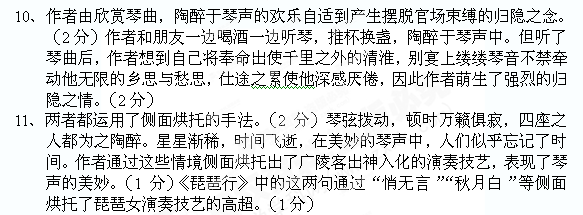 10、作者由欣赏琴曲，陶醉于琴声的欢乐自适到产生摆脱官场束缚的归隐之念。
（2分）作者和朋友一边喝酒一边听琴，推杯换盏，陶醉于琴声中。但听了
琴曲后，作者想到自己将奉命出使千里之外的清淮，别宴上缕缕琴音不禁牵
动他无限的乡思与愁思，仕途之累使他深感厌倦，因此作者萌生了强烈的归
隐之情。（2分）
11、两者都运用了侧面烘托的手法。（2 分）琴弦拨动，顿时万籁俱寂，四座之
人都为之陶醉。星星渐稀，时间飞逝，在美妙的琴声中，人们似乎忘记了时
间。作者通过这些情境侧面烘托出了广陵客出神入化的演奏技艺，表现了琴
声的美妙。（1 分）《琵琶行》中的这两句通过“悄无言”“秋月白”等侧面
烘托了琵琶女演奏技艺的高超。（1分）